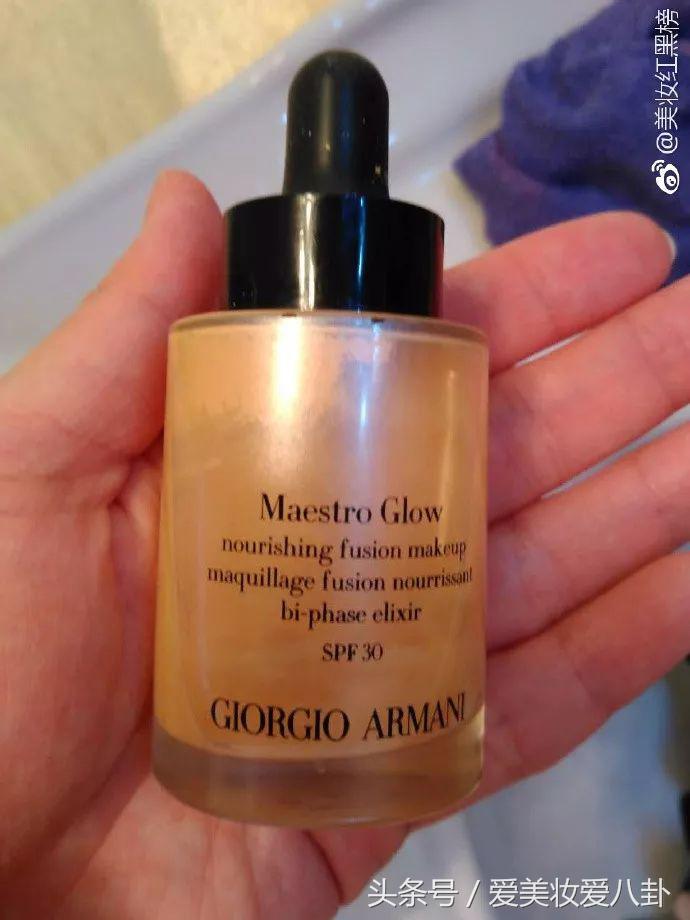 @美妆红黑榜
Maestro Glow
nourishing fusion makeup
maquillage fusion nourrissant
bi-phase elixir
SPF 30
GIORGIO ARMANI
头条号 / 爱美妆爱八卦